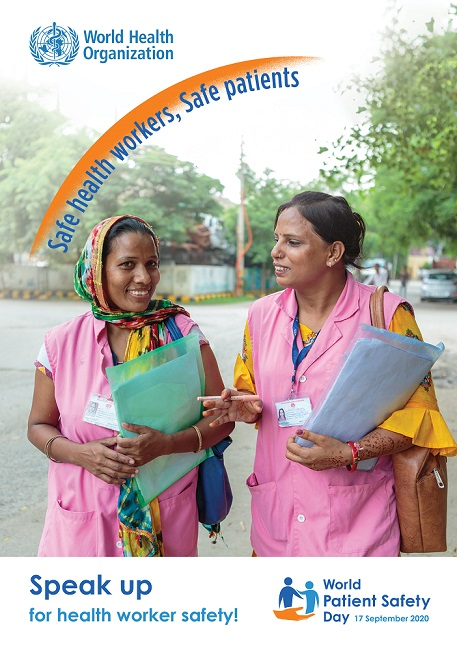 World Health
Organization
Safe health workers, Safe patients
Speak up
for health worker safety!
World
Patient Safety
Day 17 September 2020